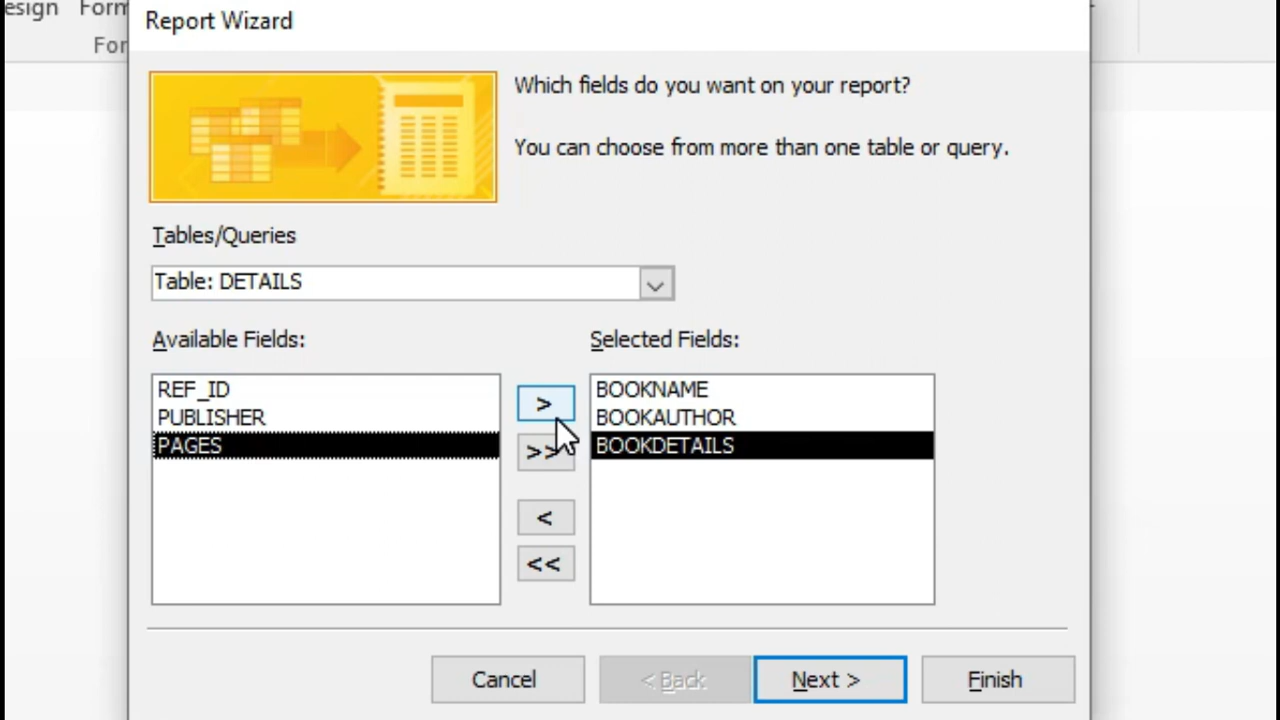 esign Form
For
Report Wizard
Which fields do you want on your report?
You can choose from more than one table or query.
Tables/Queries
Table: DETAILS
Available Fields:
Selected Fields:
REF_ID
PUBLISHER
PAGES
>
>>
<
<<
BOOKNAME
BOOKAUTHOR
BOOKDETAILS
Cancel
< Back
Next >
Finish